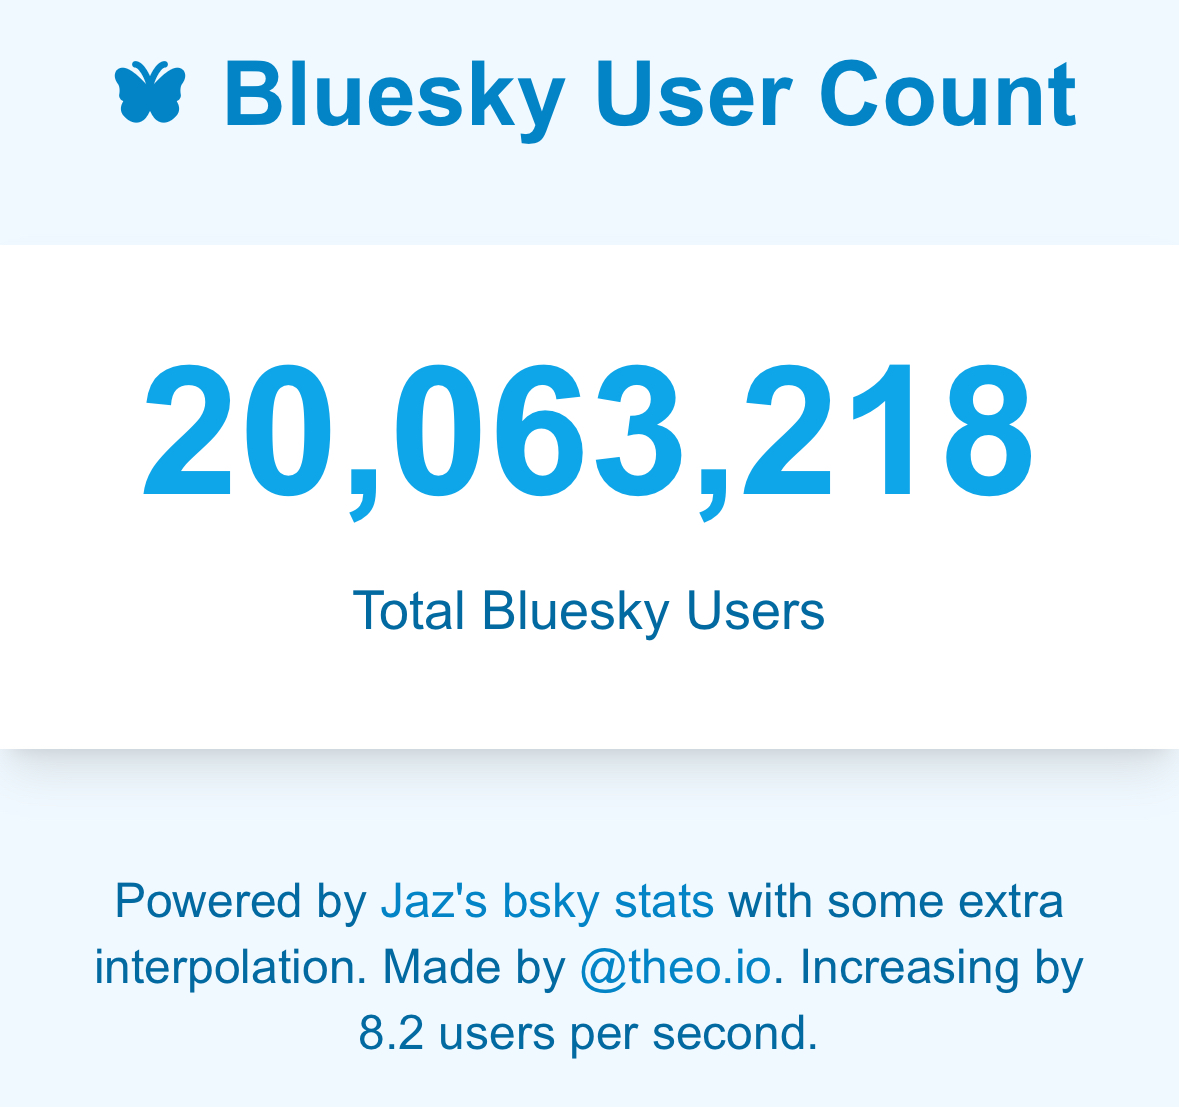 Bluesky User Count
20,063,218
Total Bluesky Users
Powered by Jaz's bsky stats with some extra
interpolation. Made by @theo.io. Increasing by
8.2 users per second.